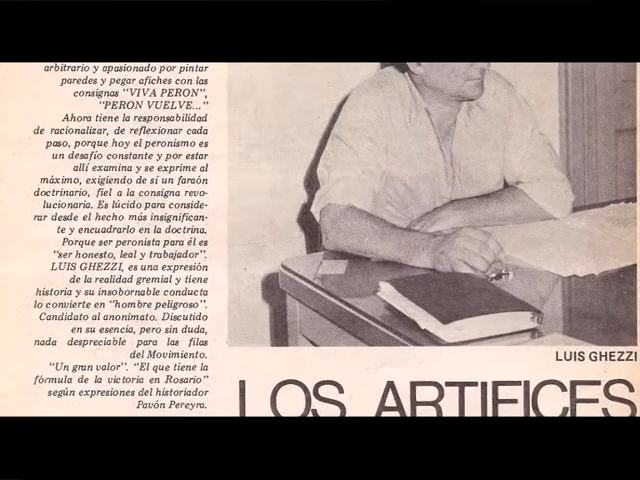 arbitrario y apasionado por pintar
paredes y pegar afiches con las
consignas "VIVA PERON",
"PERON VUELVE..."
Ahora tiene la responsabilidad
de racionalizar, de reflexionar cada
paso, porque hoy el peronismo es
un desafío constante y por estar
allí examina y se exprime al
máximo, exigiendo de sí un faraón
doctrinario, fiel a la consigna revo-
lucionaria. Es lúcido para conside-
rar desde el hecho más insignifican-
te y encuadrarlo en la doctrina.
Porque ser peronista para él es
"ser honesto, leal y trabajador".
LUIS GHEZZI, es una expresión
de la realidad gremial y tiene
historia y su insobornable conducta
lo convierte en "hombre peligroso".
Candidato al anonimato. Discutido
en su esencia, pero sin duda,
nada despreciable para las filas
del Movimiento.
"Un gran valor". "El que tiene la
fórmula de la victoria en Rosario"
según expresiones del historiador
Pavón Pereyra.
LUIS GHEZZI
LOS ARTIFICES